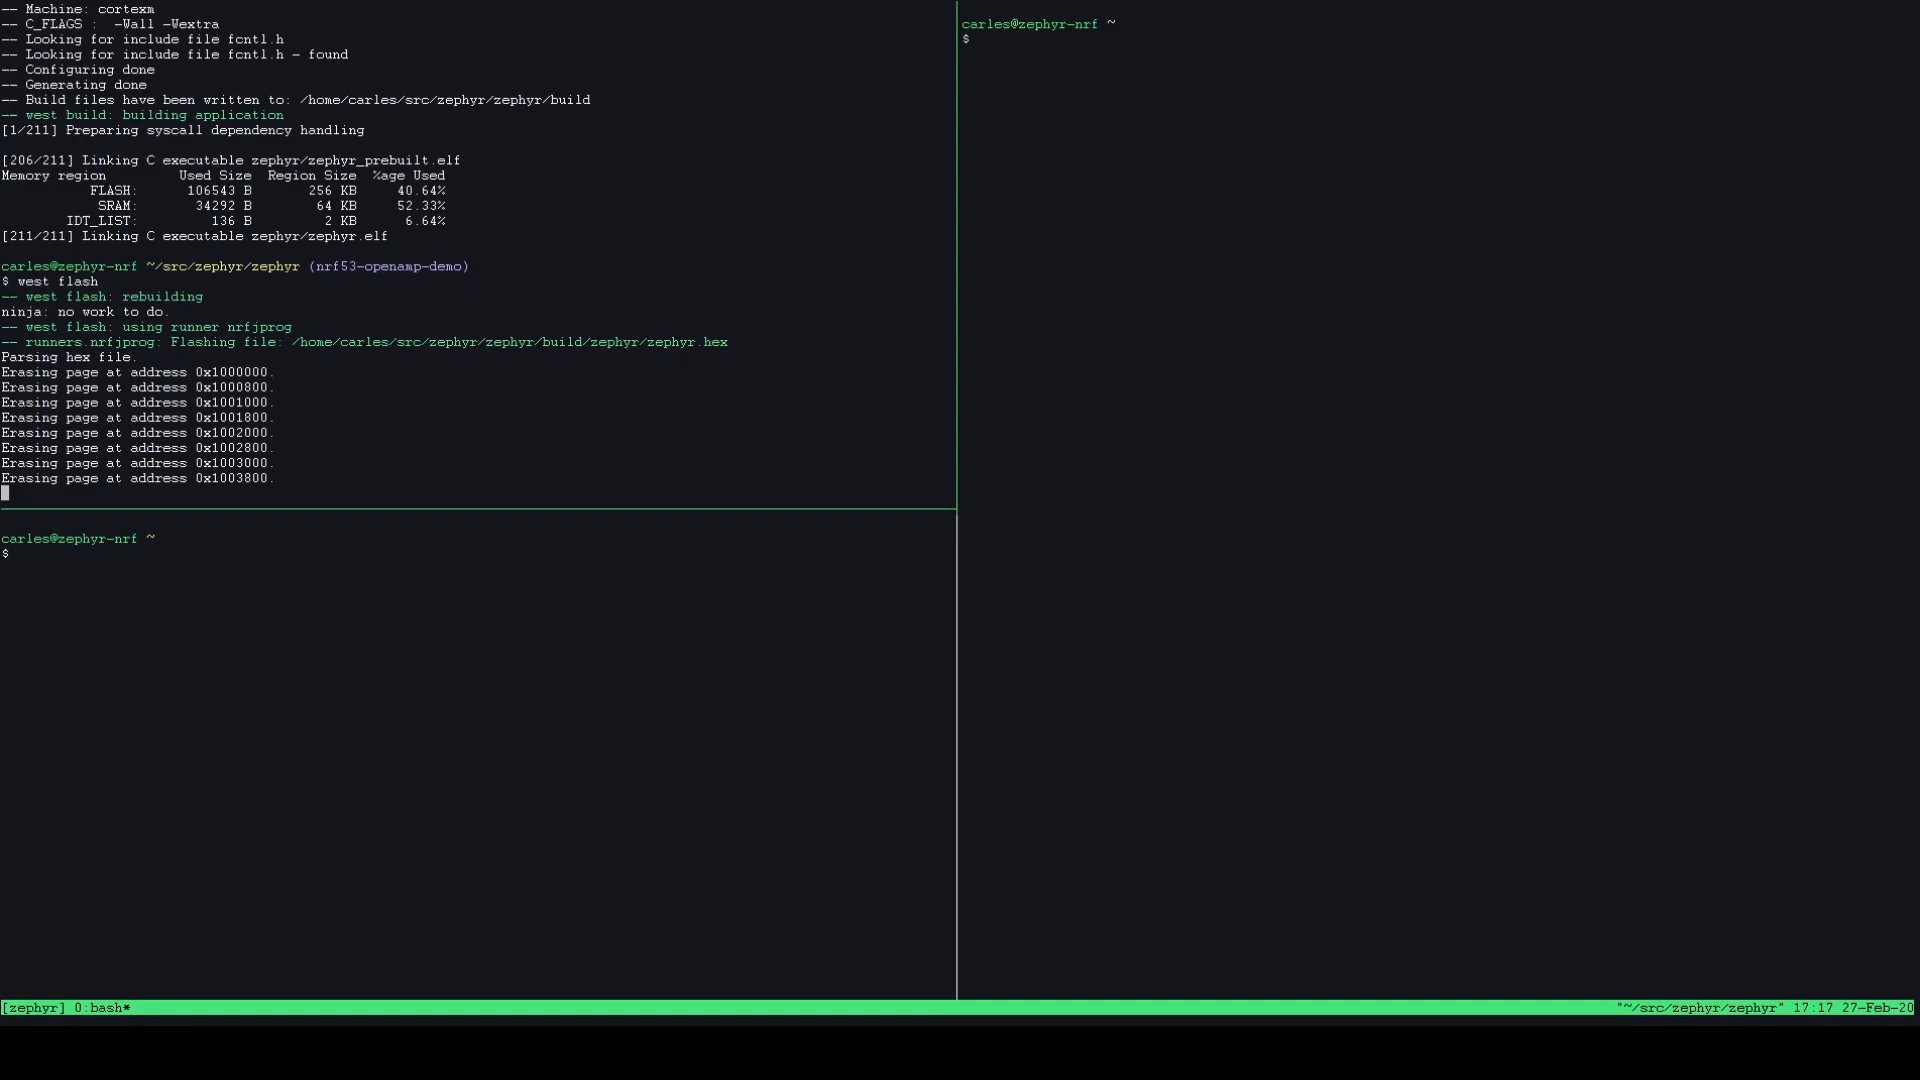 -- Machine: cortexm
-- C_FLAGS :  -Wall -Wextra
-- Looking for include file fcntl.h
-- Looking for include file fcntl.h - found
-- Configuring done
-- Generating done
-- Build files have been written to: /home/carles/src/zephyr/zephyr/build
-- west build: building application
[1/211] Preparing syscall dependency handling
[206/211] Linking C executable zephyr/zephyr_prebuilt.elf
Memory region         Used Size  Region Size  %age Used
           FLASH:      106543 B       256 KB     40.64%
            SRAM:       34292 B        64 KB     52.33%
        IDT_LIST:         136 B         2 KB      6.64%
[211/211] Linking C executable zephyr/zephyr.elf
carles@zephyr-nrf ~/src/zephyr/zephyr (nrf53-openamp-demo)
$ west flash
-- west flash: rebuilding
ninja: no work to do.
-- west flash: using runner nrfjprog
-- runners.nrfjprog: Flashing file: /home/carles/src/zephyr/zephyr/build/zephyr/zephyr.hex
Parsing hex file.
Erasing page at address 0x1000000.
Erasing page at address 0x1000800.
Erasing page at address 0x1001000.
Erasing page at address 0x1001800.
Erasing page at address 0x1002000.
Erasing page at address 0x1002800.
Erasing page at address 0x1003000.
Erasing page at address 0x1003800.
carles@zephyr-nrf ~
$
carles@zephyr-nrf ~
$
[zephyr] 0:bash*
"~/src/zephyr/zephyr" 17:17 27-Feb-20